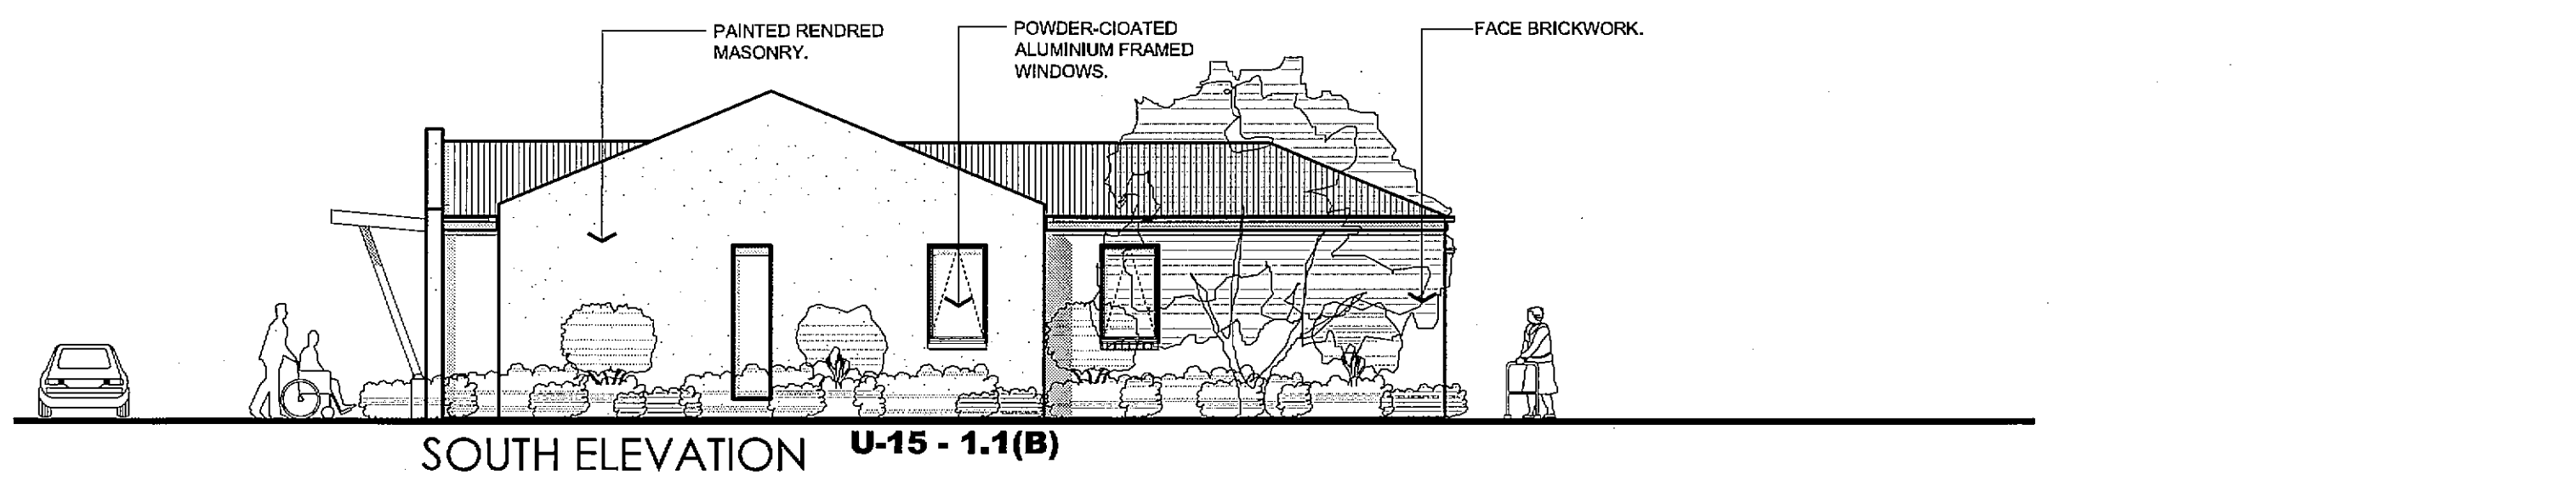 PAINTED RENDRED
MASONRY.
POWDER-CIOATED
ALUMINIUM FRAMED
WINDOWS.
FACE BRICKWORK.
SOUTH ELEVATION
U-15 - 1.1(B)